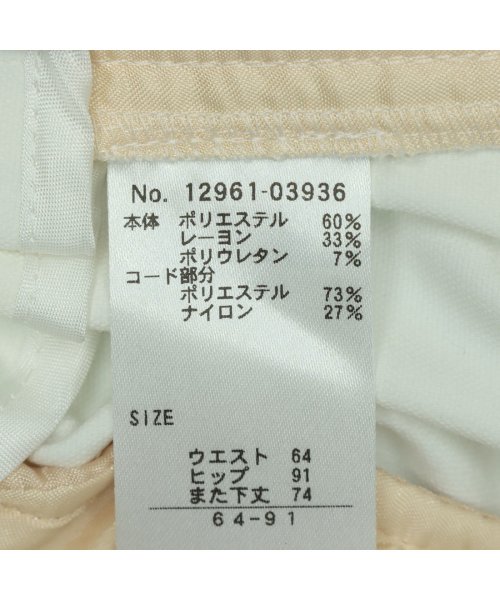 No. 12961-03936
本体 ポリエステル 60%
レーヨン 33%
ポリウレタン 7%
コード部分
ポリエステル 73%
ナイロン 27%
SIZE
ウエスト 64
ヒップ 91
また下丈 74
64-91